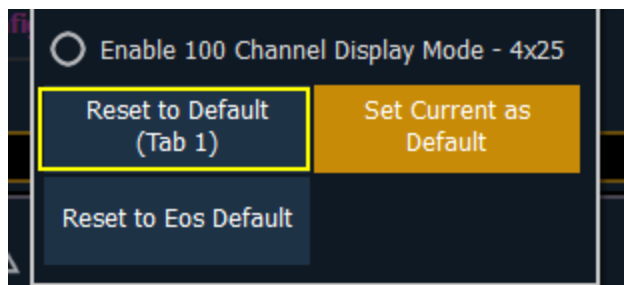 Enable 100 Channel Display Mode - 4x25
Reset to Default
(Tab 1)
Set Current as
Default
Reset to Eos Default